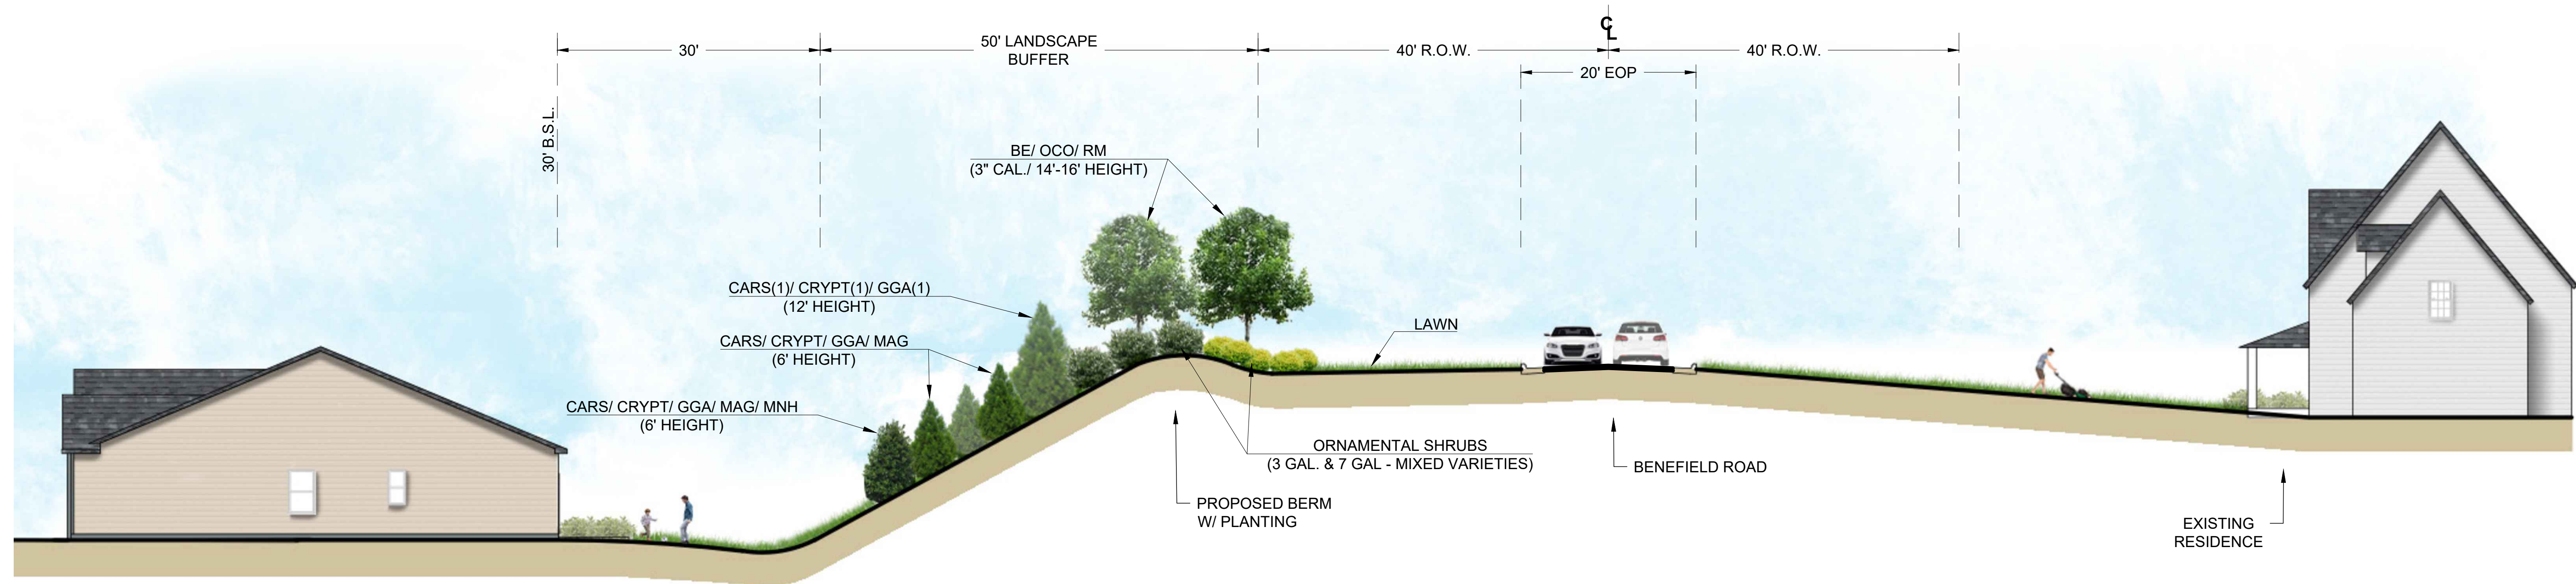 ℄
30'
50' LANDSCAPE
BUFFER
40' R.O.W.
40' R.O.W.
20' EOP
30' B.S.L.
BE/ OCO/ RM
(3" CAL./ 14'-16' HEIGHT)
CARS(1)/ CRYPT(1)/ GGA(1)
(12' HEIGHT)
CARS/ CRYPT/ GGA/ MAG
(6' HEIGHT)
CARS/ CRYPT/ GGA/ MAG/ MNH
(6' HEIGHT)
LAWN
ORNAMENTAL SHRUBS
(3 GAL. & 7 GAL - MIXED VARIETIES)
BENEFIELD ROAD
PROPOSED BERM
W/ PLANTING
EXISTING
RESIDENCE